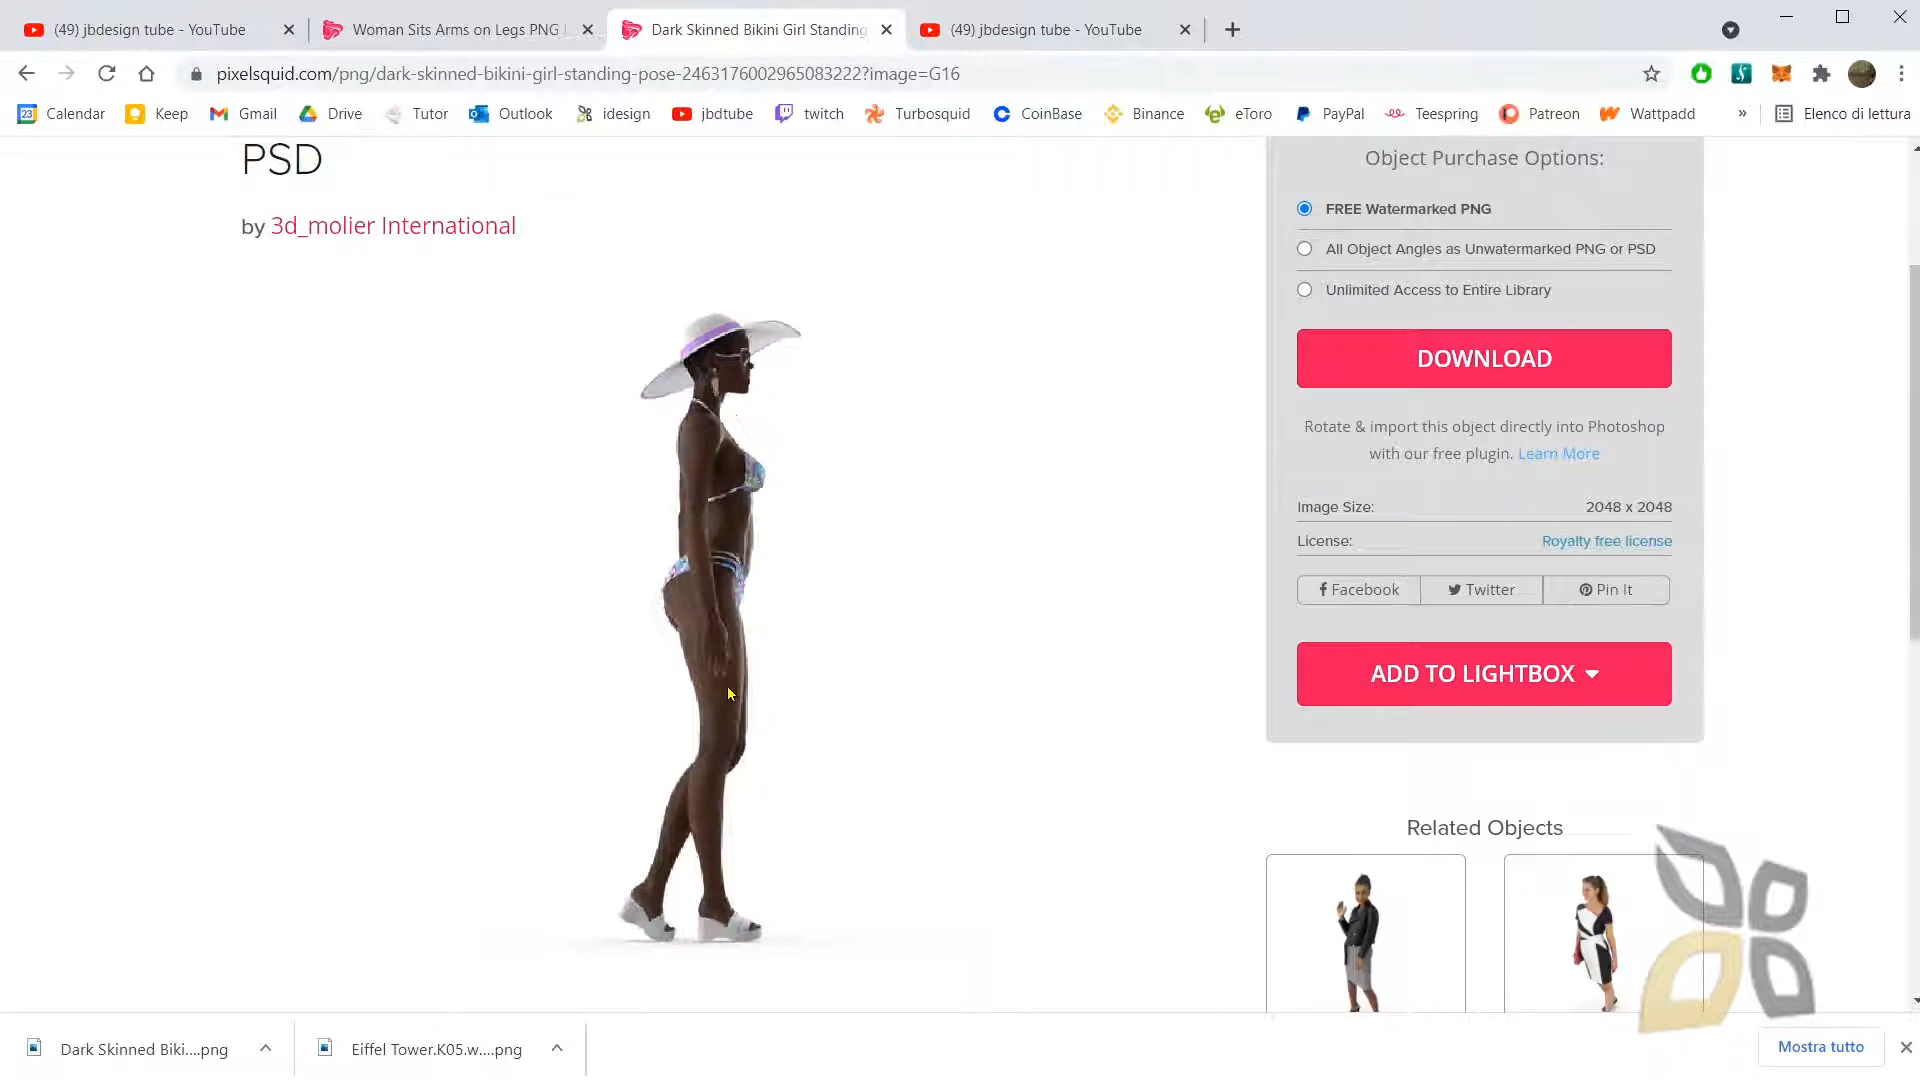 (49) jbdesign tube - YouTube
Woman Sits Arms on Legs PNG
Dark Skinned Bikini Girl Standing
(49) jbdesign tube - YouTube
pixelsquid.com/png/dark-skinned-bikini-girl-standing-pose-2463176002965083222?image=G16
23 Calendar
Keep
Gmail
Drive
Tutor
Outlook
idesign
jbdtube
twitch
Turbosquid
CoinBase
Binance
eToro
PayPal
Teespring
Patreon
Wattpad
»
Elenco di lettura
PSD
by 3d_molier International
Object Purchase Options:
FREE Watermarked PNG
All Object Angles as Unwatermarked PNG or PSD
Unlimited Access to Entire Library
DOWNLOAD
Rotate & import this object directly into Photoshop
with our free plugin. Learn More
Image Size: 2048 x 2048
License: Royalty free license
Facebook
Twitter
Pin It
ADD TO LIGHTBOX
Related Objects
Dark Skinned Biki....png
Eiffel Tower.K05.w....png
Mostra tutto